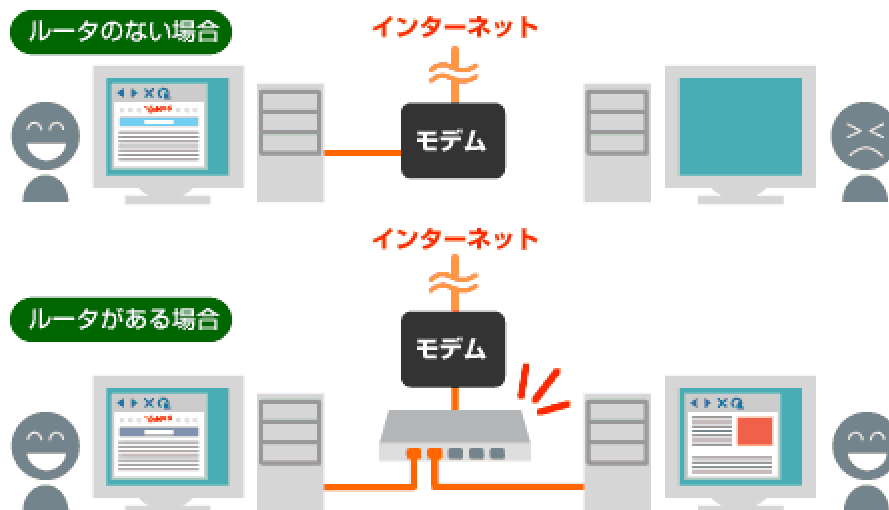 ルータのない場合
インターネット
モデム
インターネット
ルータがある場合
モデム